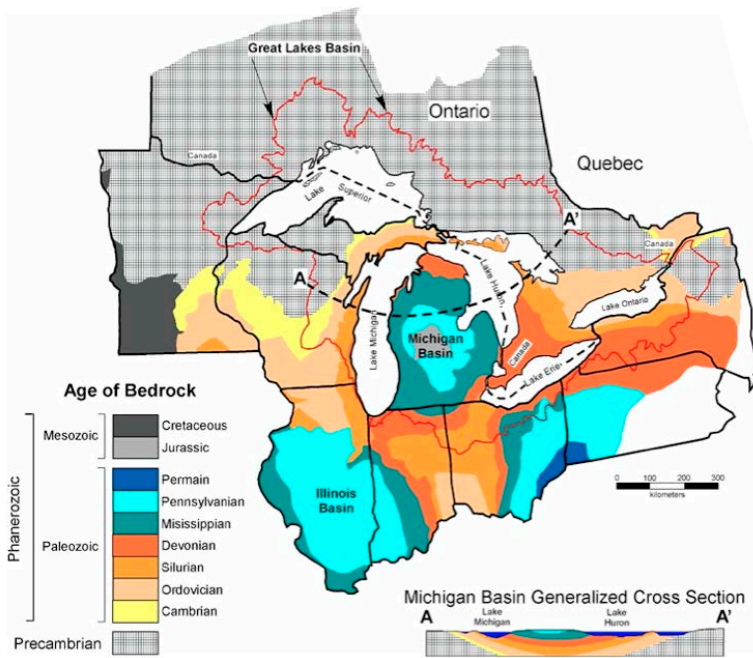 Great Lakes Basin
Ontario
Canada
Quebec
Lake Superior
A'
Canada
A
Lake Huron
Lake Ontario
Lake Michigan
Michigan
Basin
Canada
Lake Erie
Age of Bedrock
Phanerozoic
Mesozoic
Cretaceous
Jurassic
Paleozoic
Permain
Pennsylvanian
Misissippian
Devonian
Silurian
Ordovician
Cambrian
Precambrian
Illinois
Basin
0 100 200 300
kilometers
Michigan Basin Generalized Cross Section
A Lake Michigan Lake Huron A'